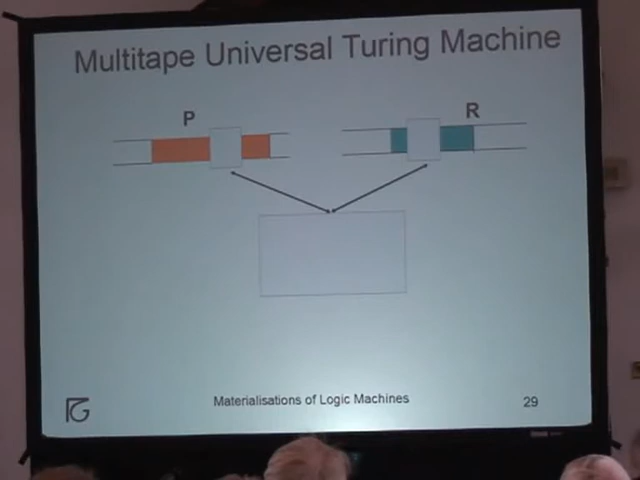 Multitape Universal Turing Machine
P
R
Materialisations of Logic Machines
29